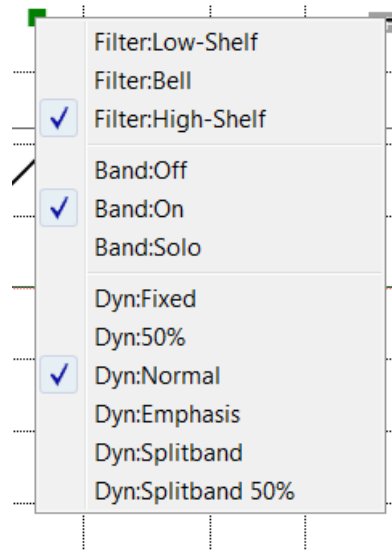 Filter:Low-Shelf
Filter:Bell
Filter:High-Shelf
Band:Off
Band:On
Band:Solo
Dyn:Fixed
Dyn:50%
Dyn:Normal
Dyn:Emphasis
Dyn:Splitband
Dyn:Splitband 50%